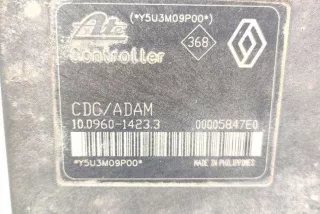 (*Y5U3M09P00*)
Ate
controller
368
CDG/ADAM
10.0960-1423.3 00005847E0
*Y5U3M09P00*
MADE IN PHILIPPINES